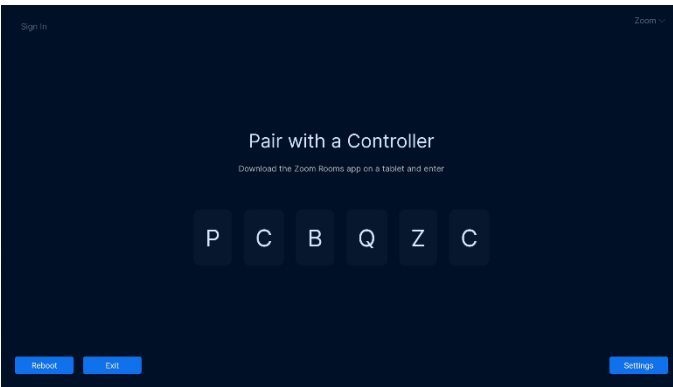 Sign In
Zoom
Pair with a Controller
Download the Zoom Rooms app on a tablet and enter
P C B Q Z C
Reboot Exit Settings